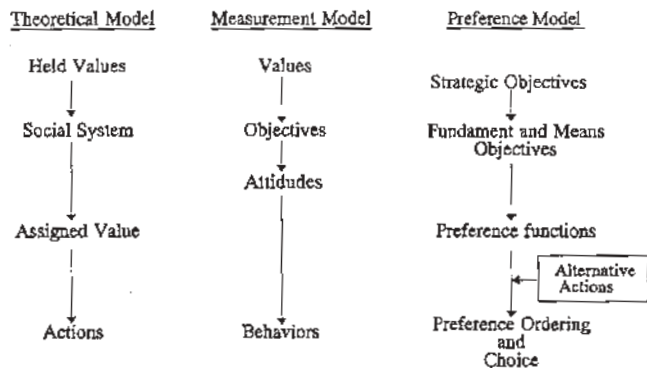 Theoretical Model
Measurement Model
Preference Model
Held Values
Values
Strategic Objectives
Social System
Objectives
Fundament and Means
Objectives
Attidudes
Assigned Value
Preference functions
Alternative
Actions
Actions
Behaviors
Preference Ordering
and
Choice